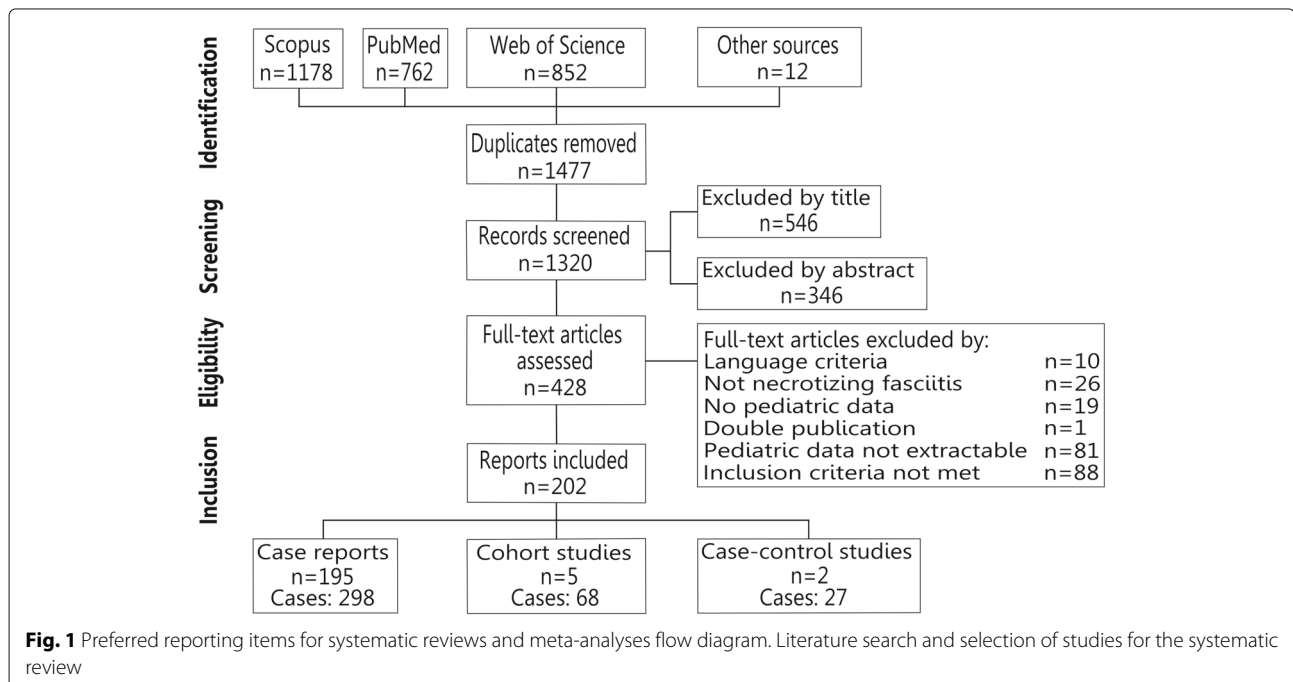 Identification
Scopus
n=1178
PubMed
n=762
Web of Science
n=852
Other sources
n=12
Duplicates removed
n=1477
Screening
Records screened
n=1320
Excluded by title
n=546
Excluded by abstract
n=346
Eligibility
Full-text articles
assessed
n=428
Full-text articles excluded by:
Language criteria n=10
Not necrotizing fasciitis n=26
No pediatric data n=19
Double publication n=1
Pediatric data not extractable n=81
Inclusion criteria not met n=88
Inclusion
Reports included
n=202
Case reports
n=195
Cases: 298
Cohort studies
n=5
Cases: 68
Case-control studies
n=2
Cases: 27
Fig. 1 Preferred reporting items for systematic reviews and meta-analyses flow diagram. Literature search and selection of studies for the systematic
review